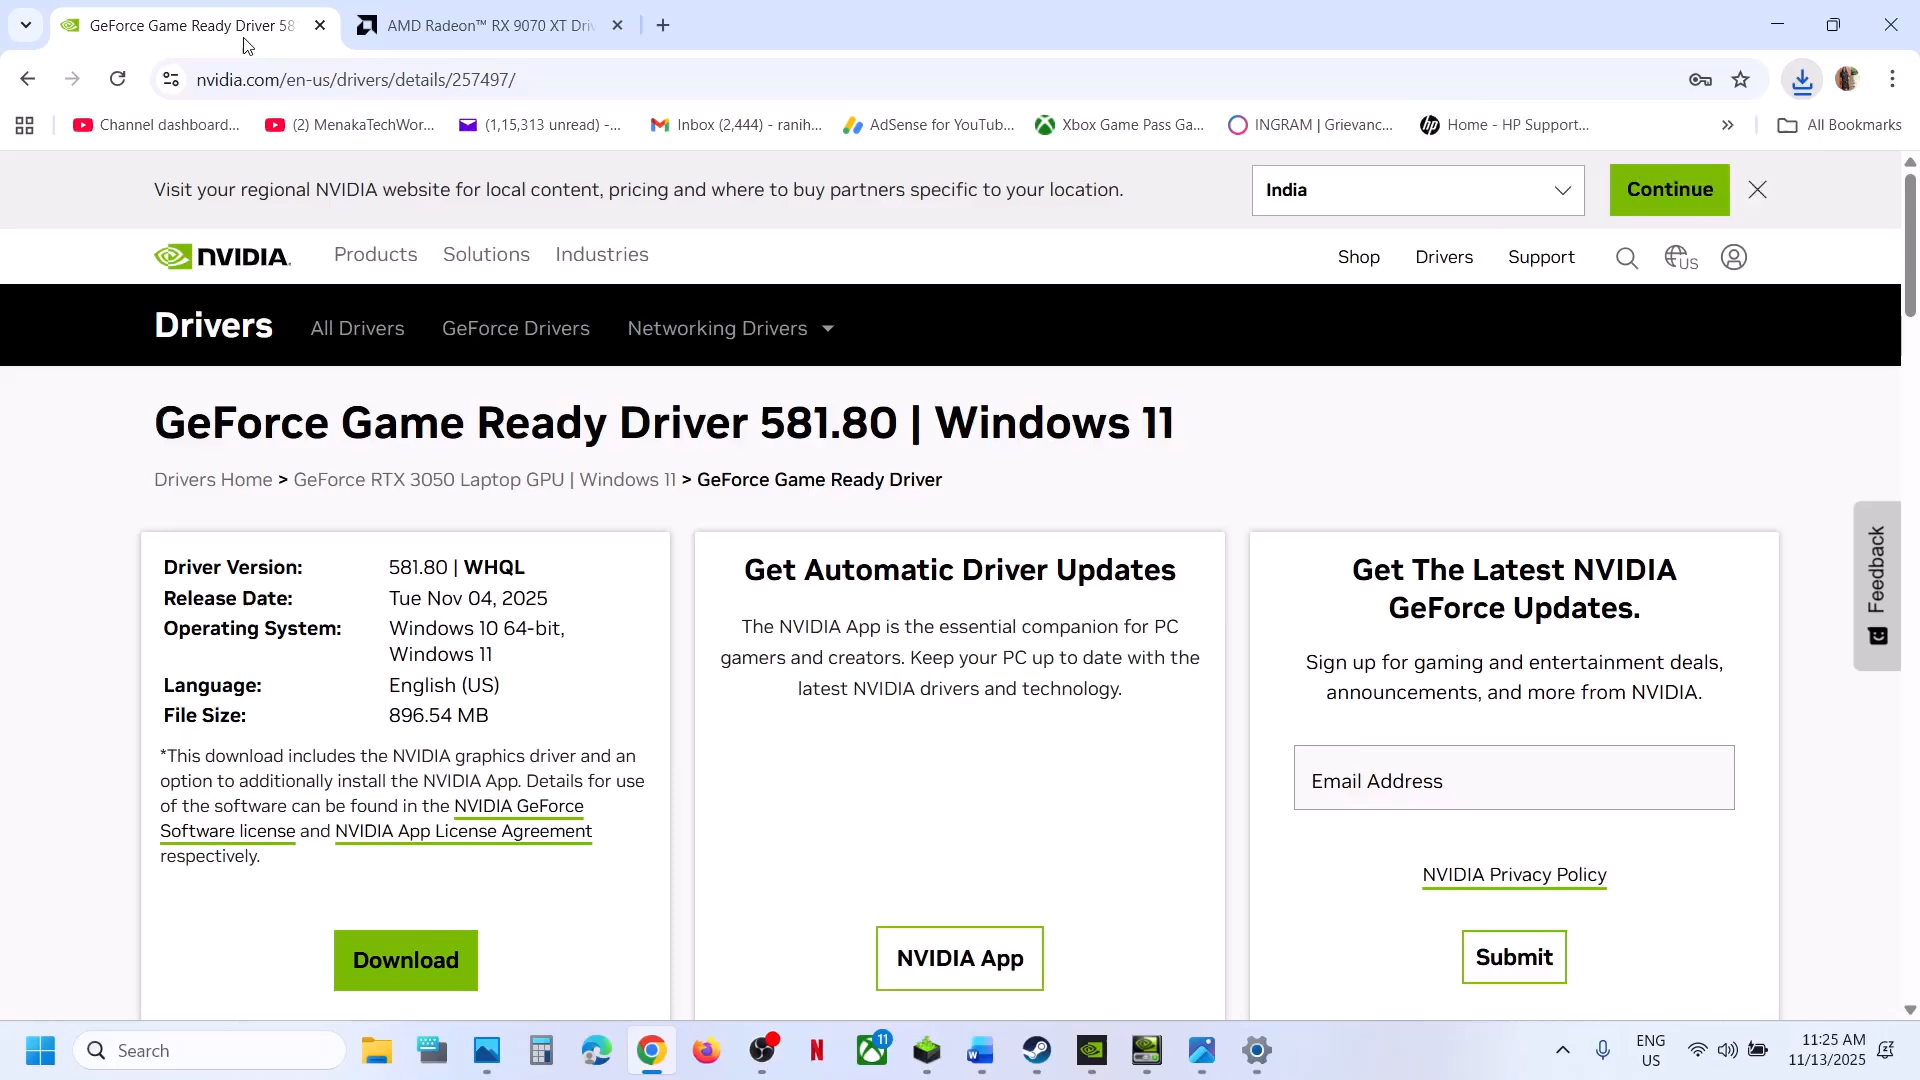 GeForce Game Ready Driver 58
AMD Radeon™ RX 9070 XT Driv
nvidia.com/en-us/drivers/details/257497/
Channel dashboard...
(2) MenakaTechWor...
(1,15,313 unread) -...
Inbox (2,444) - ranih...
AdSense for YouTub...
Xbox Game Pass Ga...
INGRAM | Grievanc...
Home - HP Support...
All Bookmarks
Visit your regional NVIDIA website for local content, pricing and where to buy partners specific to your location.
India
Continue
NVIDIA.
Products
Solutions
Industries
Shop
Drivers
Support
US
Drivers
All Drivers
GeForce Drivers
Networking Drivers
GeForce Game Ready Driver 581.80 | Windows 11
Drivers Home > GeForce RTX 3050 Laptop GPU | Windows 11 > GeForce Game Ready Driver
Driver Version: 581.80 | WHQL
Release Date: Tue Nov 04, 2025
Operating System: Windows 10 64-bit,
Windows 11
Language: English (US)
File Size: 896.54 MB
*This download includes the NVIDIA graphics driver and an
option to additionally install the NVIDIA App. Details for use
of the software can be found in the NVIDIA GeForce
Software license and NVIDIA App License Agreement
respectively.
Download
Get Automatic Driver Updates
The NVIDIA App is the essential companion for PC
gamers and creators. Keep your PC up to date with the
latest NVIDIA drivers and technology.
NVIDIA App
Get The Latest NVIDIA
GeForce Updates.
Sign up for gaming and entertainment deals,
announcements, and more from NVIDIA.
Email Address
NVIDIA Privacy Policy
Submit
Feedback
Search
11
ENG
US
11:25 AM
11/13/2025